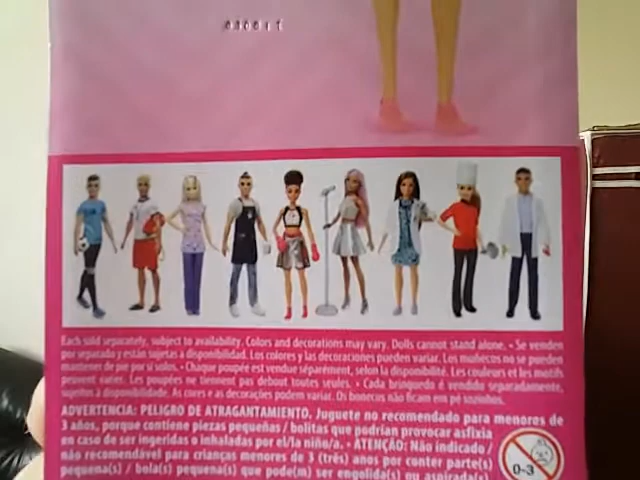 Each sold separately, subject to availability. Colors and decorations may vary. Dolls cannot stand alone. • Se venden
por separado y están sujetas a disponibilidad. Los colores y las decoraciones pueden variar. Los muñecos no se pueden
mantener de pie por sí solos. • Chaque poupée est vendue séparément, selon la disponibilité. Les couleurs et les motifs
peuvent varier. Les poupées ne tiennent pas debout toutes seules. • Cada brinquedo é vendido separadamente,
sujetos à disponibilidade. As cores e as decorações podem variar. Os bonecos não ficam em pé sozinhos.
ADVERTENCIA: PELIGRO DE ATRAGANTAMIENTO. Juguete no recomendado para menores de
3 años, porque contiene piezas pequeñas / bolitas que podrían provocar asfixia
en caso de ser ingeridas o inhaladas por el/la niño/a. • ATENÇÃO: Não indicado /
não recomendável para crianças menores de 3 (três) anos por conter parte(s)
pequena(s) / bola(s) pequena(s) que pode(m) ser engolida(s) ou aspirada(s)
0-3